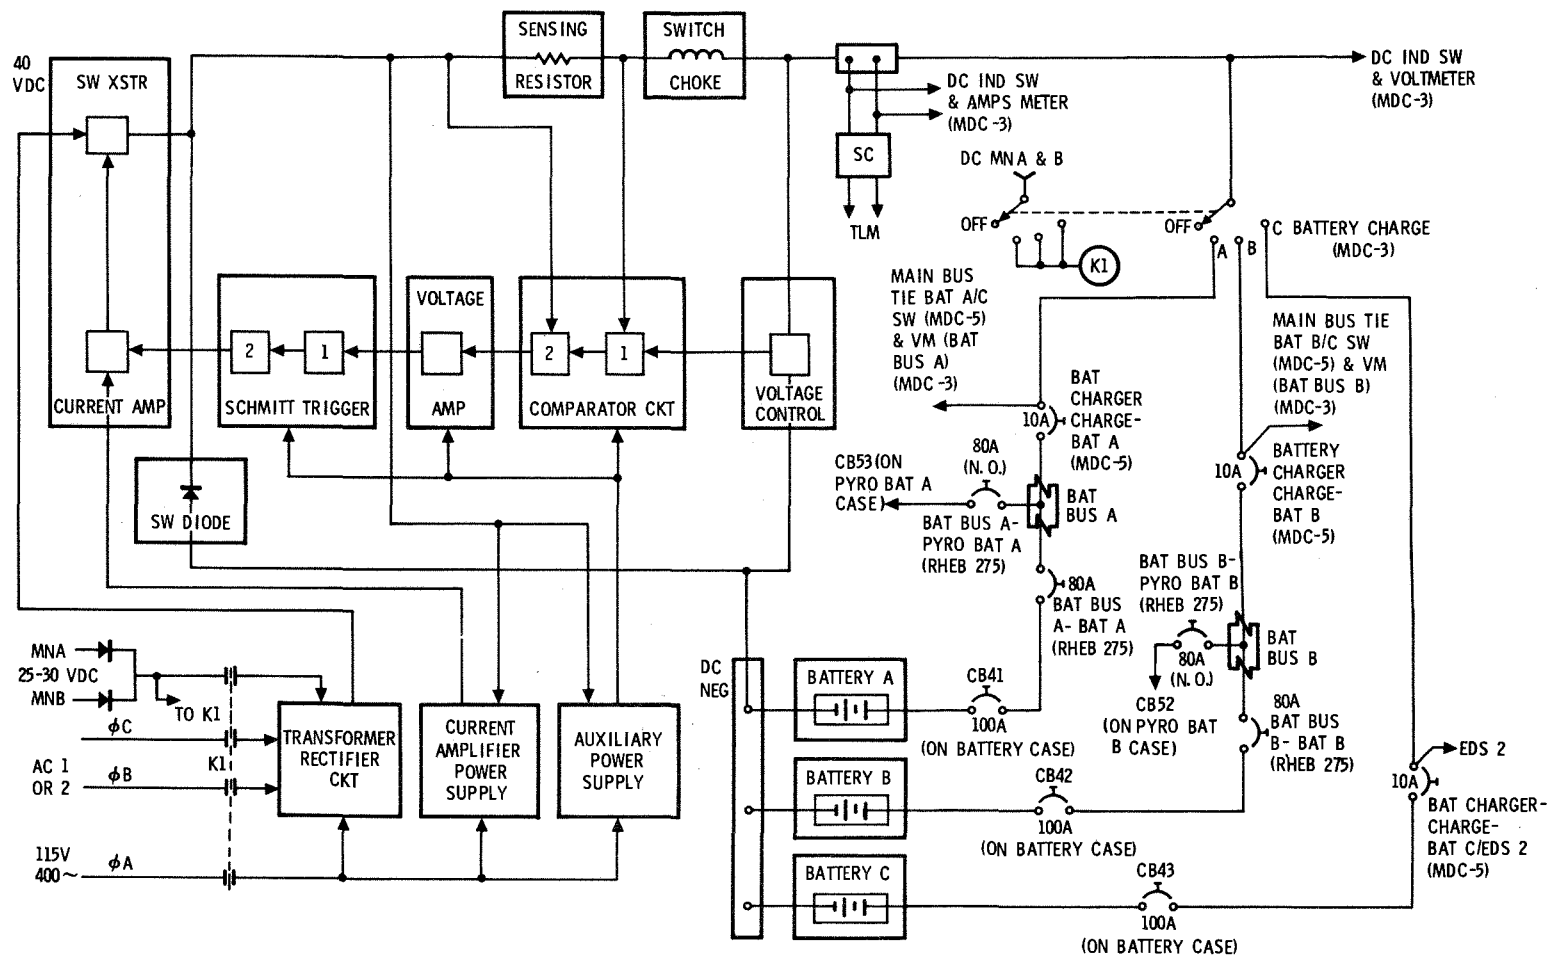 SENSING
RESISTOR
SWITCH
CHOKE
40
VDC
SW XSTR
DC IND SW
& VOLTMETER
(MDC-3)
DC IND SW
& AMPS METER
(MDC-3)
SC
TLM
DC MNA & B
OFF
K1
OFF
A
B
C BATTERY CHARGE
(MDC-3)
MAIN BUS
TIE BAT A/C
SW (MDC-5)
& VM (BAT
BUS A)
(MDC-3)
MAIN BUS TIE
BAT B/C SW
(MDC-5) & VM
(BAT BUS B)
(MDC-3)
CURRENT AMP
2
1
SCHMITT TRIGGER
VOLTAGE
AMP
2
1
COMPARATOR CKT
VOLTAGE
CONTROL
SW DIODE
10A
BAT
CHARGER
CHARGE-
BAT A
(MDC-5)
80A
(N.O.)
CB53(ON
PYRO BAT A
CASE)
BAT BUS A-
PYRO BAT A
(RHEB 275)
BAT
BUS A
80A
BAT BUS
A- BAT A
(RHEB 275)
10A
BATTERY
CHARGER
CHARGE-
BAT B
(MDC-5)
BAT BUS B-
PYRO BAT B
(RHEB 275)
80A
(N.O.)
BAT
BUS B
CB52
(ON PYRO BAT
B CASE)
80A
BAT BUS
B- BAT B
(RHEB 275)
EDS 2
10A
BAT CHARGER-
CHARGE-
BAT C/EDS 2
(MDC-5)
MNA
25-30 VDC
MNB
TO K1
ϕC
K1
AC 1
OR 2
ϕB
115V
400~
ϕA
TRANSFORMER
RECTIFIER
CKT
CURRENT
AMPLIFIER
POWER
SUPPLY
AUXILIARY
POWER
SUPPLY
DC
NEG
BATTERY A
CB41
100A
(ON BATTERY CASE)
BATTERY B
CB42
100A
(ON BATTERY CASE)
BATTERY C
CB43
100A
(ON BATTERY CASE)